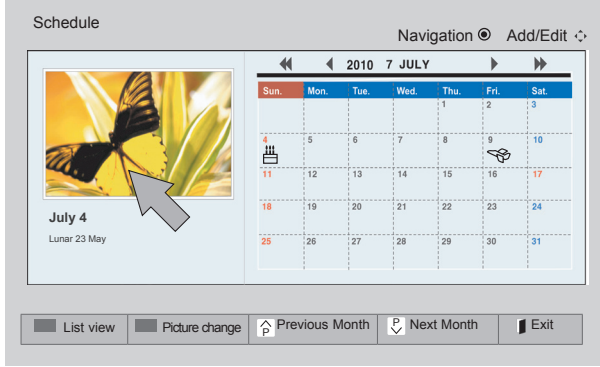 Schedule
Navigation Add/Edit
2010 7 JULY
Sun. Mon. Tue. Wed. Thu. Fri. Sat.
1 2 3
4 5 6 7 8 9 10
11 12 13 14 15 16 17
18 19 20 21 22 23 24
25 26 27 28 29 30 31
July 4
Lunar 23 May
List view Picture change P Previous Month P Next Month Exit